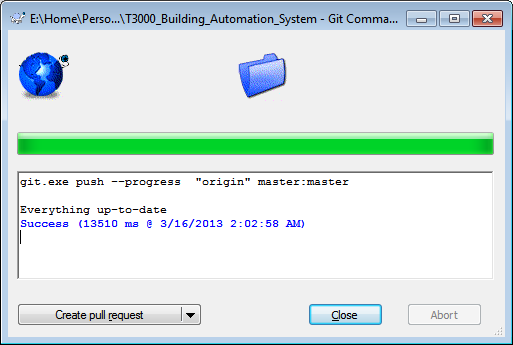 E:\Home\Perso...\T3000_Building_Automation_System - Git Comma...
git.exe push --progress  "origin" master:master
Everything up-to-date
Success (13510 ms @ 3/16/2013 2:02:58 AM)
Create pull request
Close
Abort